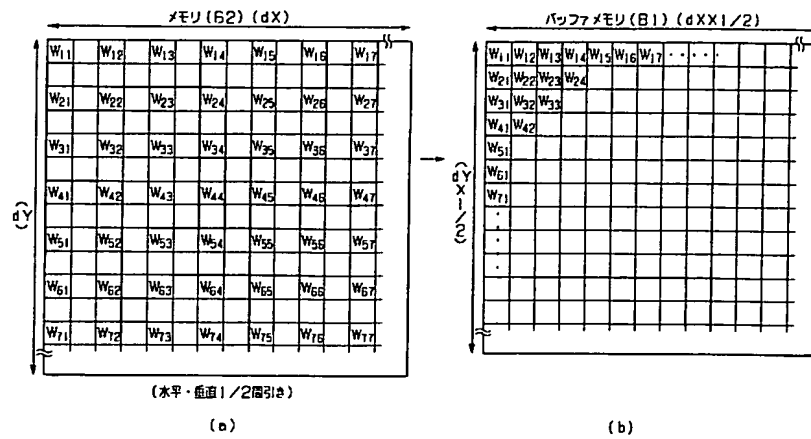 メモリ(62)(dX)
W11 W12 W13 W14 W15 W16 W17
W21 W22 W23 W24 W25 W26 W27
W31 W32 W33 W34 W35 W36 W37
W41 W42 W43 W44 W45 W46 W47
W51 W52 W53 W54 W55 W56 W57
W61 W62 W63 W64 W65 W66 W67
W71 W72 W73 W74 W75 W76 W77
(dY)
(水平・垂直1/2間引き)
(a)
バッファメモリ(81)(dX×1/2)
W11 W12 W13 W14 W15 W16 W17 ·····
W21 W22 W23 W24
W31 W32 W33
W41 W42
W51
W61
W71
(dY×1/2)
(b)